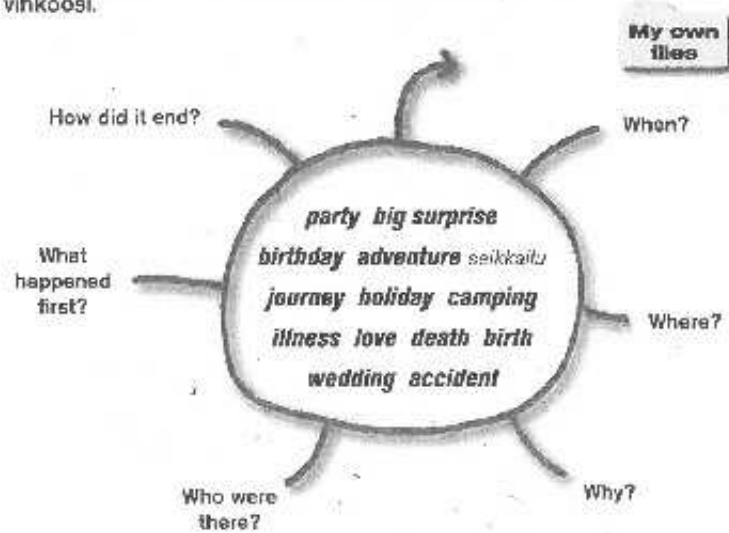 vihkoosi.
My own
files
How did it end?
When?
party big surprise
birthday adventure seikkailu
journey holiday camping
illness love death birth
wedding accident
What
happened
first?
Where?
Who were
there?
Why?